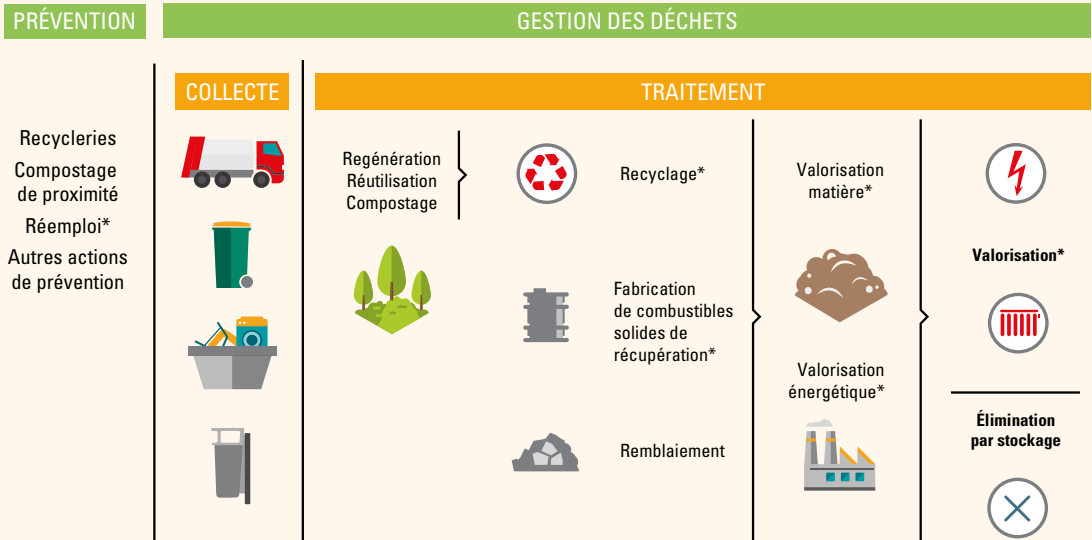 PRÉVENTION
GESTION DES DÉCHETS
COLLECTE
TRAITEMENT
Recycleries
Compostage
de proximité
Réemploi*
Autres actions
de prévention
Regénération
Réutilisation
Compostage
Recyclage*
Fabrication
de combustibles
solides de
récupération*
Remblaiement
Valorisation
matière*
Valorisation
énergétique*
Valorisation*
Élimination
par stockage